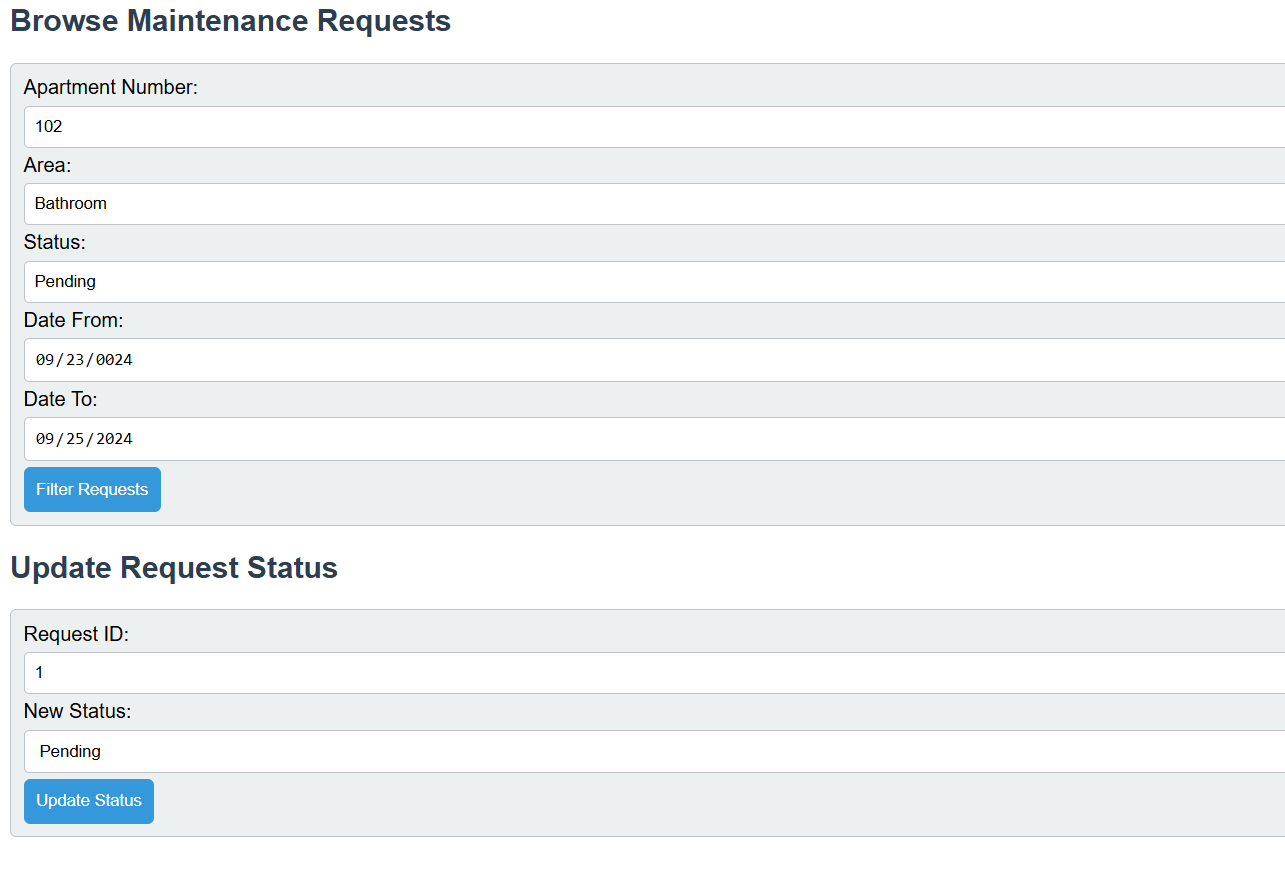 Browse Maintenance Requests
Apartment Number:
102
Area:
Bathroom
Status:
Pending
Date From:
09/23/0024
Date To:
09/25/2024
Filter Requests
Update Request Status
Request ID:
1
New Status:
Pending
Update Status